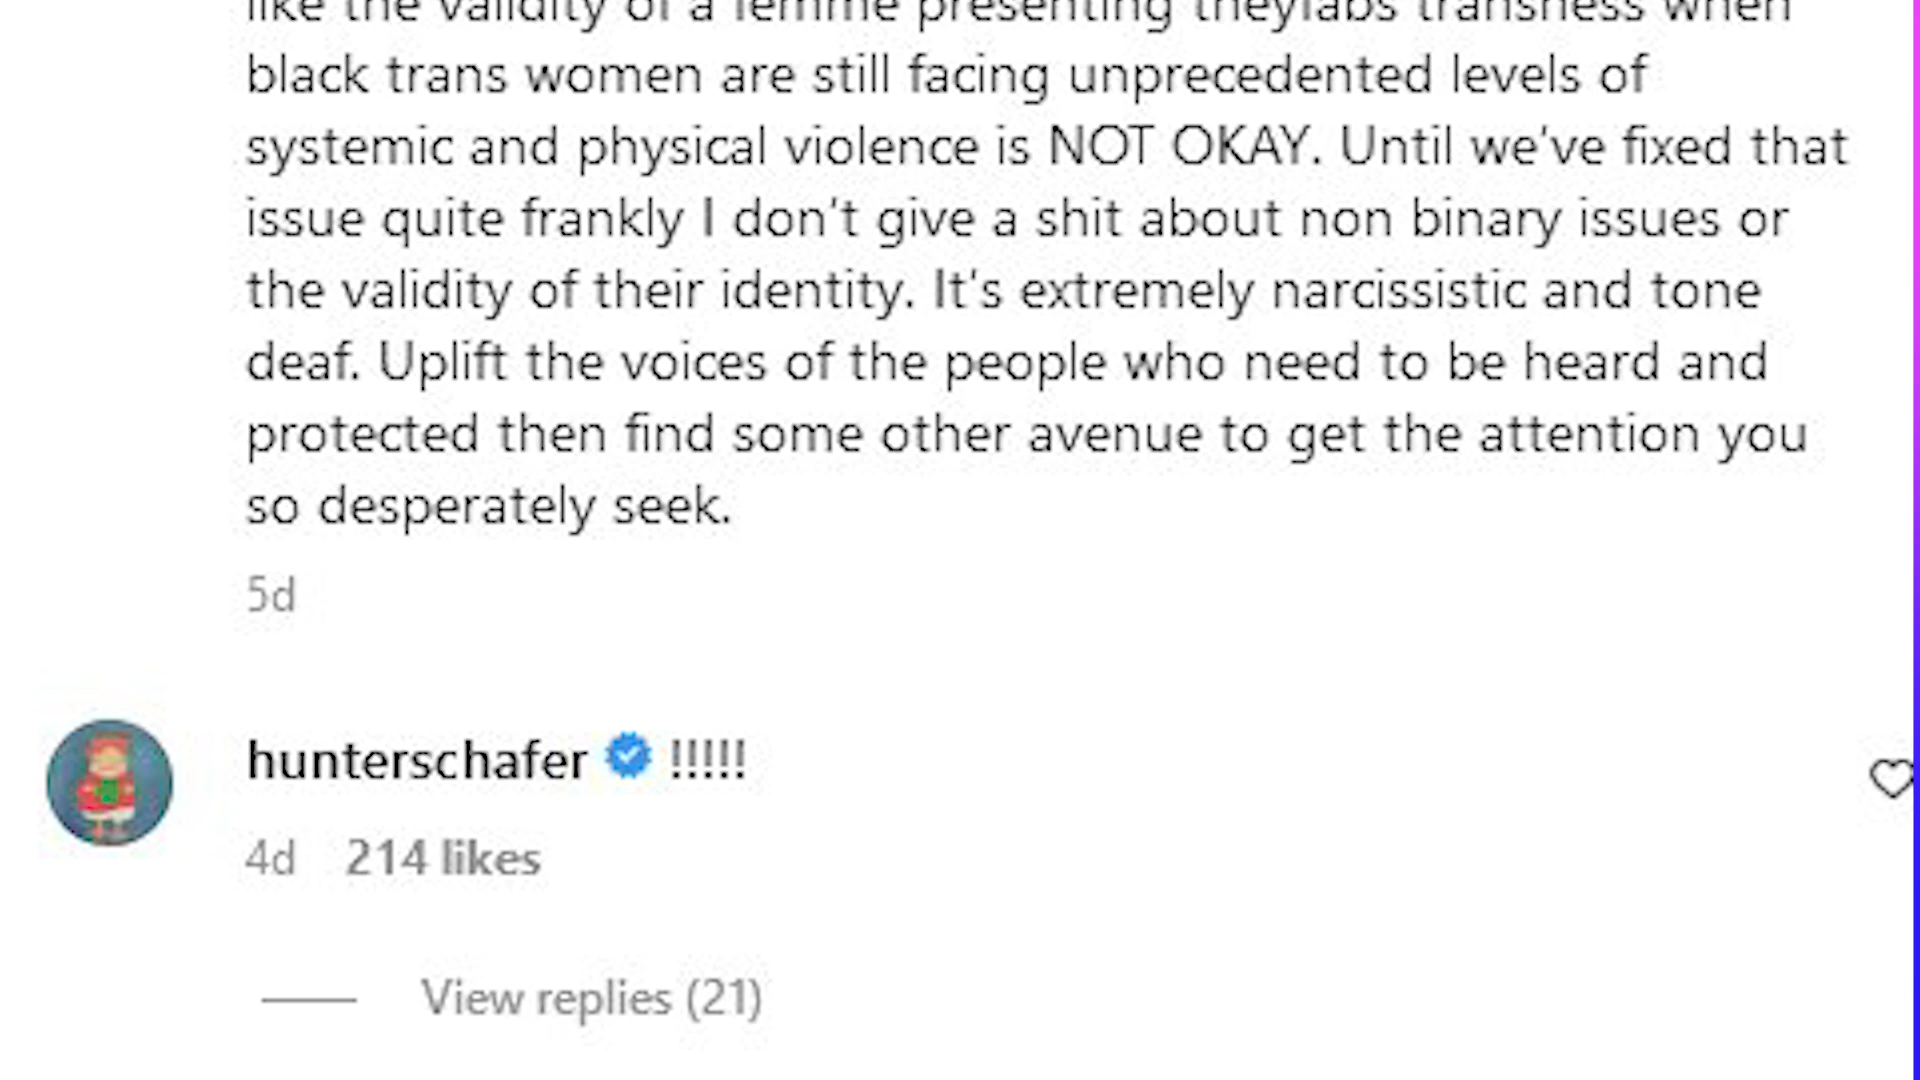 like the validity of a femme presenting theyfabs transness when
black trans women are still facing unprecedented levels of
systemic and physical violence is NOT OKAY. Until we've fixed that
issue quite frankly I don't give a shit about non binary issues or
the validity of their identity. It's extremely narcissistic and tone
deaf. Uplift the voices of the people who need to be heard and
protected then find some other avenue to get the attention you
so desperately seek.
5d
hunterschafer !!!!!
4d 214 likes
View replies (21)